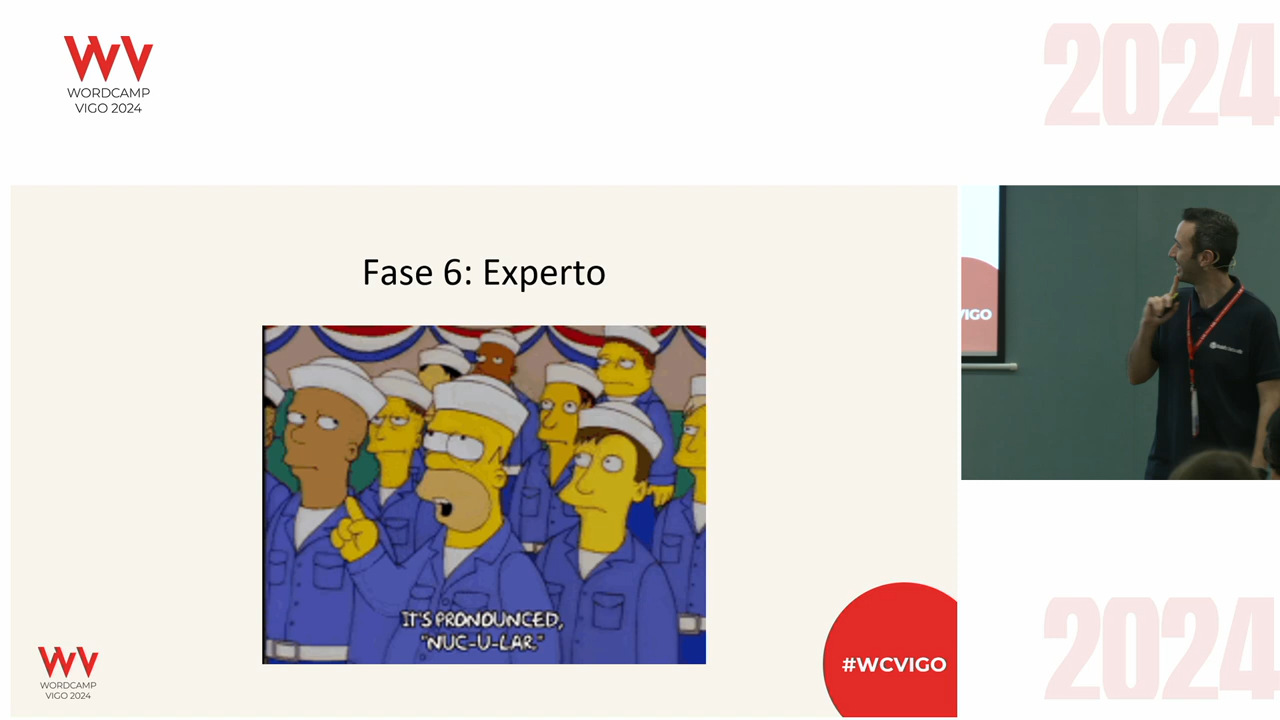 WORDCAMP
VIGO 2024
2024
Fase 6: Experto
VIGO
IT'S PRONOUNCED,
"NUC-U-LAR."
#WCVIGO
WORDCAMP
VIGO 2024
2024